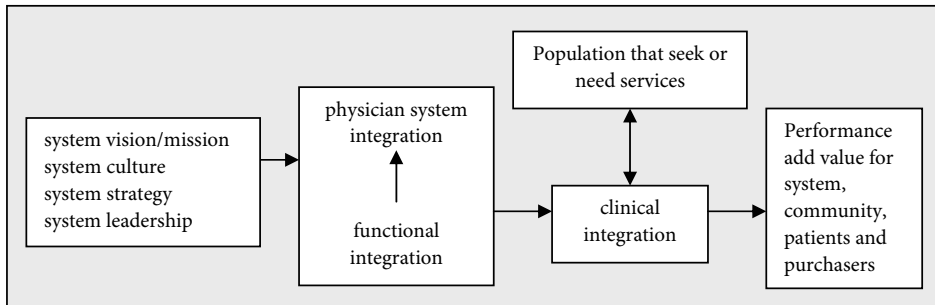 system vision/mission
system culture
system strategy
system leadership
physician system
integration
functional
integration
Population that seek or
need services
clinical
integration
Performance
add value for
system,
community,
patients and
purchasers